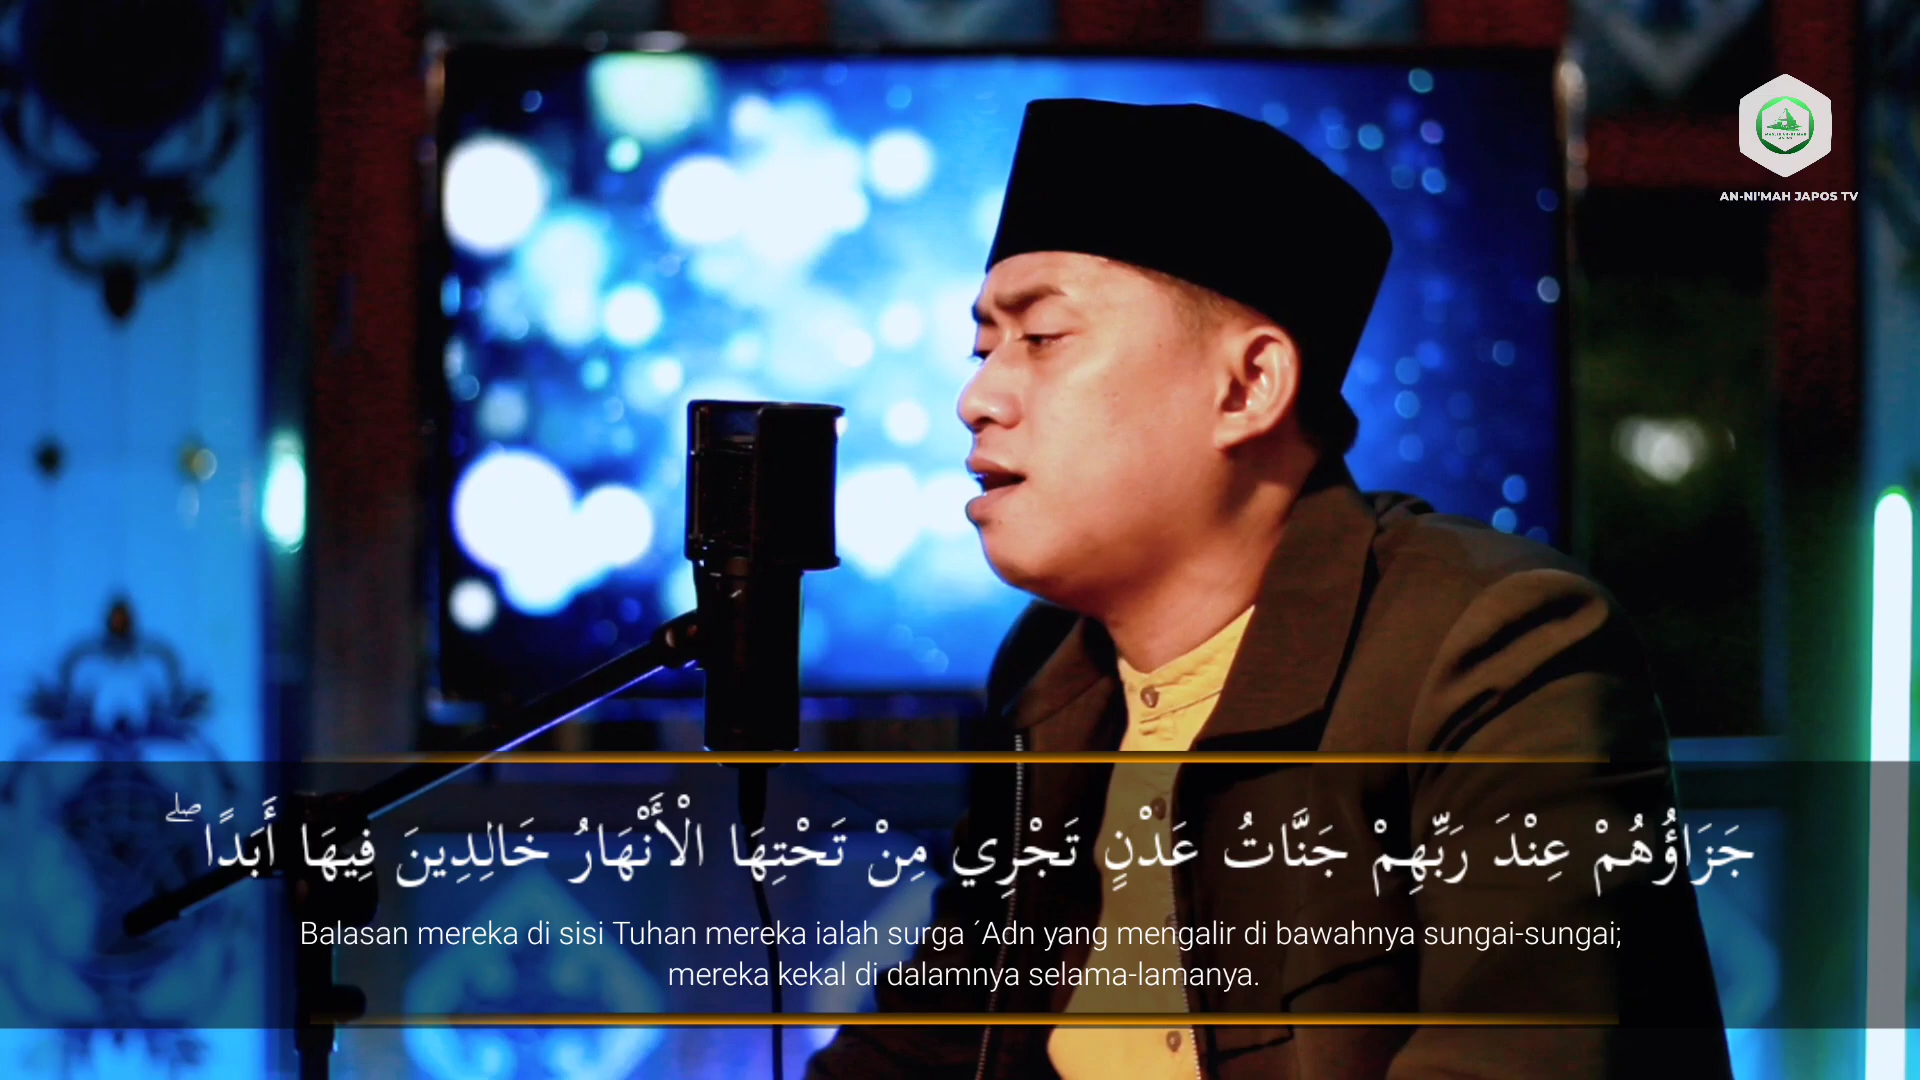 AN-NI'MAH JAPOS TV
جَزَاؤُهُمْ عِنْدَ رَبِّهِمْ جَنَّاتُ عَدْنٍ تَجْرِي مِنْ تَحْتِهَا الْأَنْهَارُ خَالِدِينَ فِيهَا أَبَدًا ۖ
Balasan mereka di sisi Tuhan mereka ialah surga ´Adn yang mengalir di bawahnya sungai-sungai;
mereka kekal di dalamnya selama-lamanya.